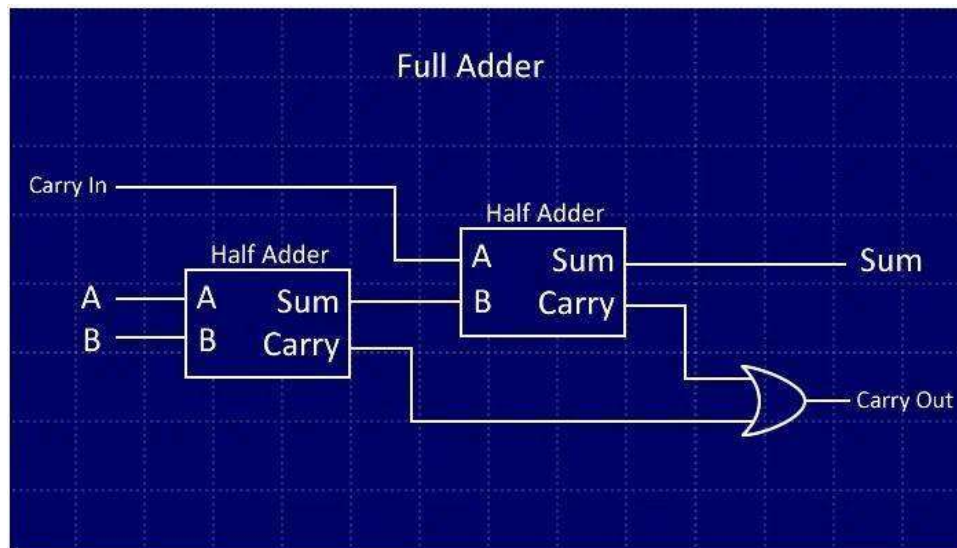 Full Adder
Carry In
Half Adder
A Sum
B Carry
Sum
Half Adder
A
B
A Sum
B Carry
Carry Out